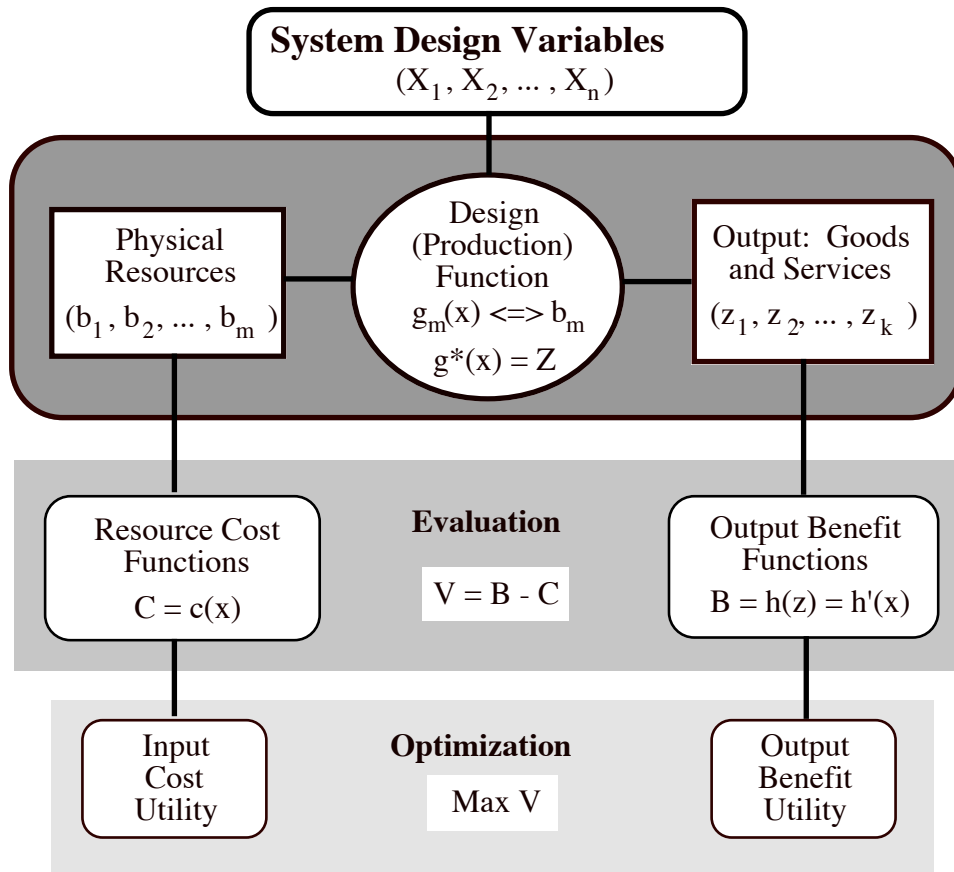 System Design Variables
(X₁, X₂, ... , Xₙ)
Physical
Resources
(b₁, b₂, ... , bₘ )
Design
(Production)
Function
gₘ(x) <=> bₘ
g*(x) = Z
Output: Goods
and Services
(z₁, z₂, ... , zₖ )
Resource Cost
Functions
C = c(x)
Evaluation
V = B - C
Output Benefit
Functions
B = h(z) = h'(x)
Input
Cost
Utility
Optimization
Max V
Output
Benefit
Utility